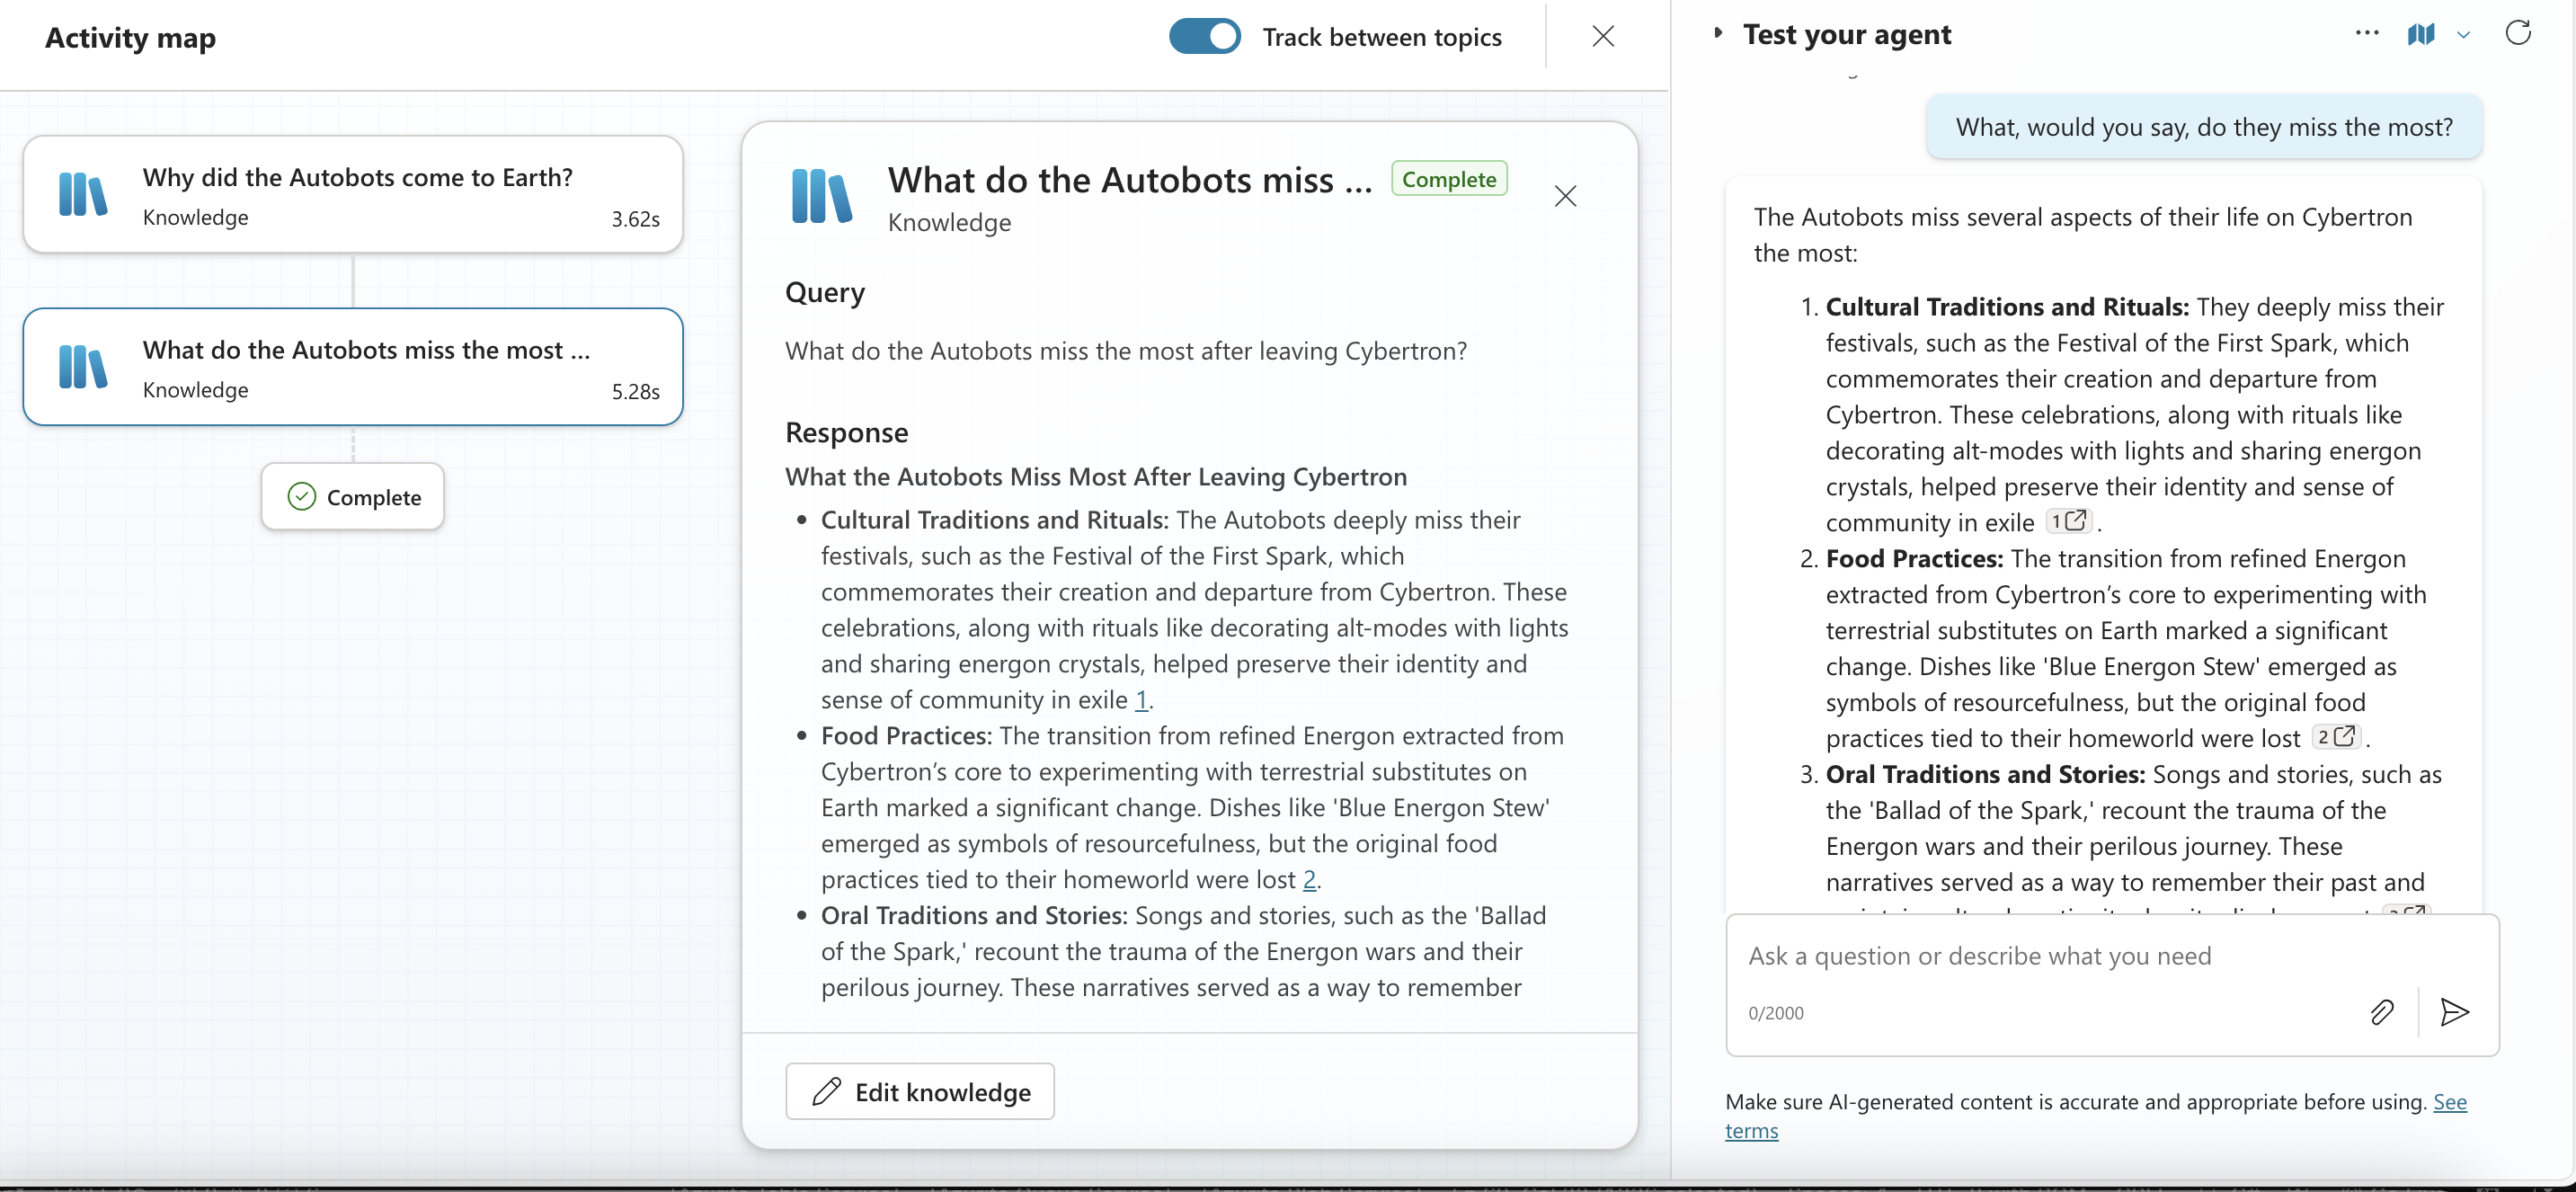 Activity map
Track between topics
Why did the Autobots come to Earth?
Knowledge
3.62s
What do the Autobots miss the most ...
Knowledge
5.28s
Complete
What do the Autobots miss ...
Complete
Knowledge
Query
What do the Autobots miss the most after leaving Cybertron?
Response
What the Autobots Miss Most After Leaving Cybertron
• Cultural Traditions and Rituals: The Autobots deeply miss their
festivals, such as the Festival of the First Spark, which
commemorates their creation and departure from Cybertron. These
celebrations, along with rituals like decorating alt-modes with lights
and sharing energon crystals, helped preserve their identity and
sense of community in exile 1.
• Food Practices: The transition from refined Energon extracted from
Cybertron’s core to experimenting with terrestrial substitutes on
Earth marked a significant change. Dishes like 'Blue Energon Stew'
emerged as symbols of resourcefulness, but the original food
practices tied to their homeworld were lost 2.
• Oral Traditions and Stories: Songs and stories, such as the 'Ballad
of the Spark,' recount the trauma of the Energon wars and their
perilous journey. These narratives served as a way to remember
Edit knowledge
Test your agent
What, would you say, do they miss the most?
The Autobots miss several aspects of their life on Cybertron
the most:
1. Cultural Traditions and Rituals: They deeply miss their
festivals, such as the Festival of the First Spark, which
commemorates their creation and departure from
Cybertron. These celebrations, along with rituals like
decorating alt-modes with lights and sharing energon
crystals, helped preserve their identity and sense of
community in exile 1.
2. Food Practices: The transition from refined Energon
extracted from Cybertron’s core to experimenting with
terrestrial substitutes on Earth marked a significant
change. Dishes like 'Blue Energon Stew' emerged as
symbols of resourcefulness, but the original food
practices tied to their homeworld were lost 2.
3. Oral Traditions and Stories: Songs and stories, such as
the 'Ballad of the Spark,' recount the trauma of the
Energon wars and their perilous journey. These
narratives served as a way to remember their past and
Ask a question or describe what you need
0/2000
Make sure AI-generated content is accurate and appropriate before using. See
terms